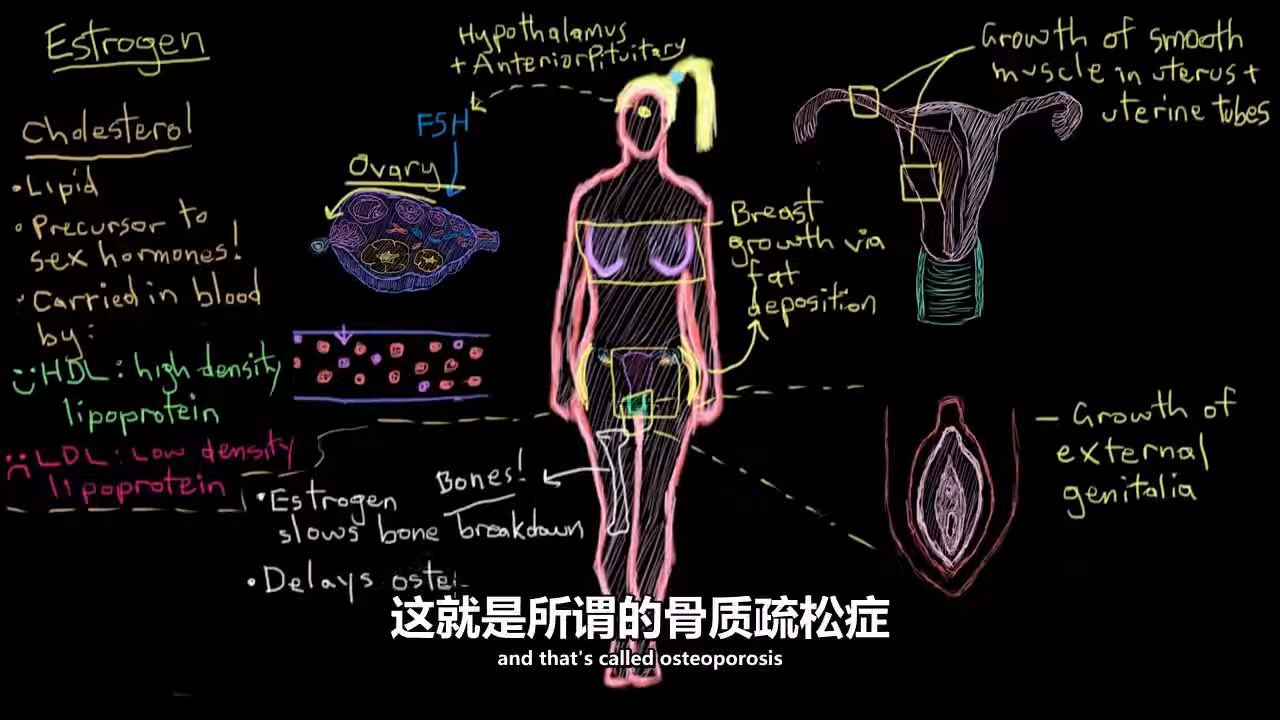 Estrogen
Cholesterol
• Lipid
• Precursor to
sex hormones!
• Carried in blood
by:
HDL: high density
lipoprotein
LDL: Low density
lipoprotein
Hypothalamus
+ Anterior Pituitary
FSH
Ovary
Breast
growth via
fat
deposition
Growth of smooth
muscle in uterus +
uterine tubes
– Growth of
external
genitalia
Bones!
• Estrogen
slows bone breakdown
• Delays oste
这就是所谓的骨质疏松症
and that's called osteoporosis